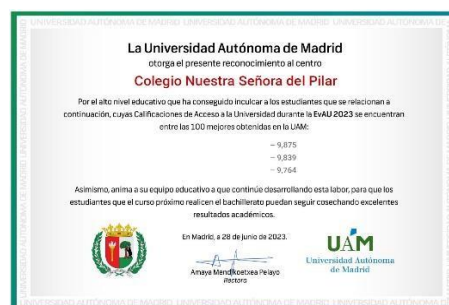 La Universidad Autónoma de Madrid
otorga el presente reconocimiento al centro
Colegio Nuestra Señora del Pilar
Por el alto nivel educativo que ha conseguido inculcar a los estudiantes que se relacionan a
continuación, cuyas Calificaciones de Acceso a la Universidad durante la EvAU 2023 se encuentran
entre las 100 mejores obtenidas en la UAM:
– 9,875
– 9,839
– 9,764
Asimismo, anima a su equipo educativo a que continúe desarrollando esta labor, para que los
estudiantes que el curso próximo realicen el bachillerato puedan seguir cosechando excelentes
resultados académicos.
En Madrid, a 28 de junio de 2023.
Amaya Mendikoetxea Pelayo
Rectora
UAM
Universidad Autónoma
de Madrid